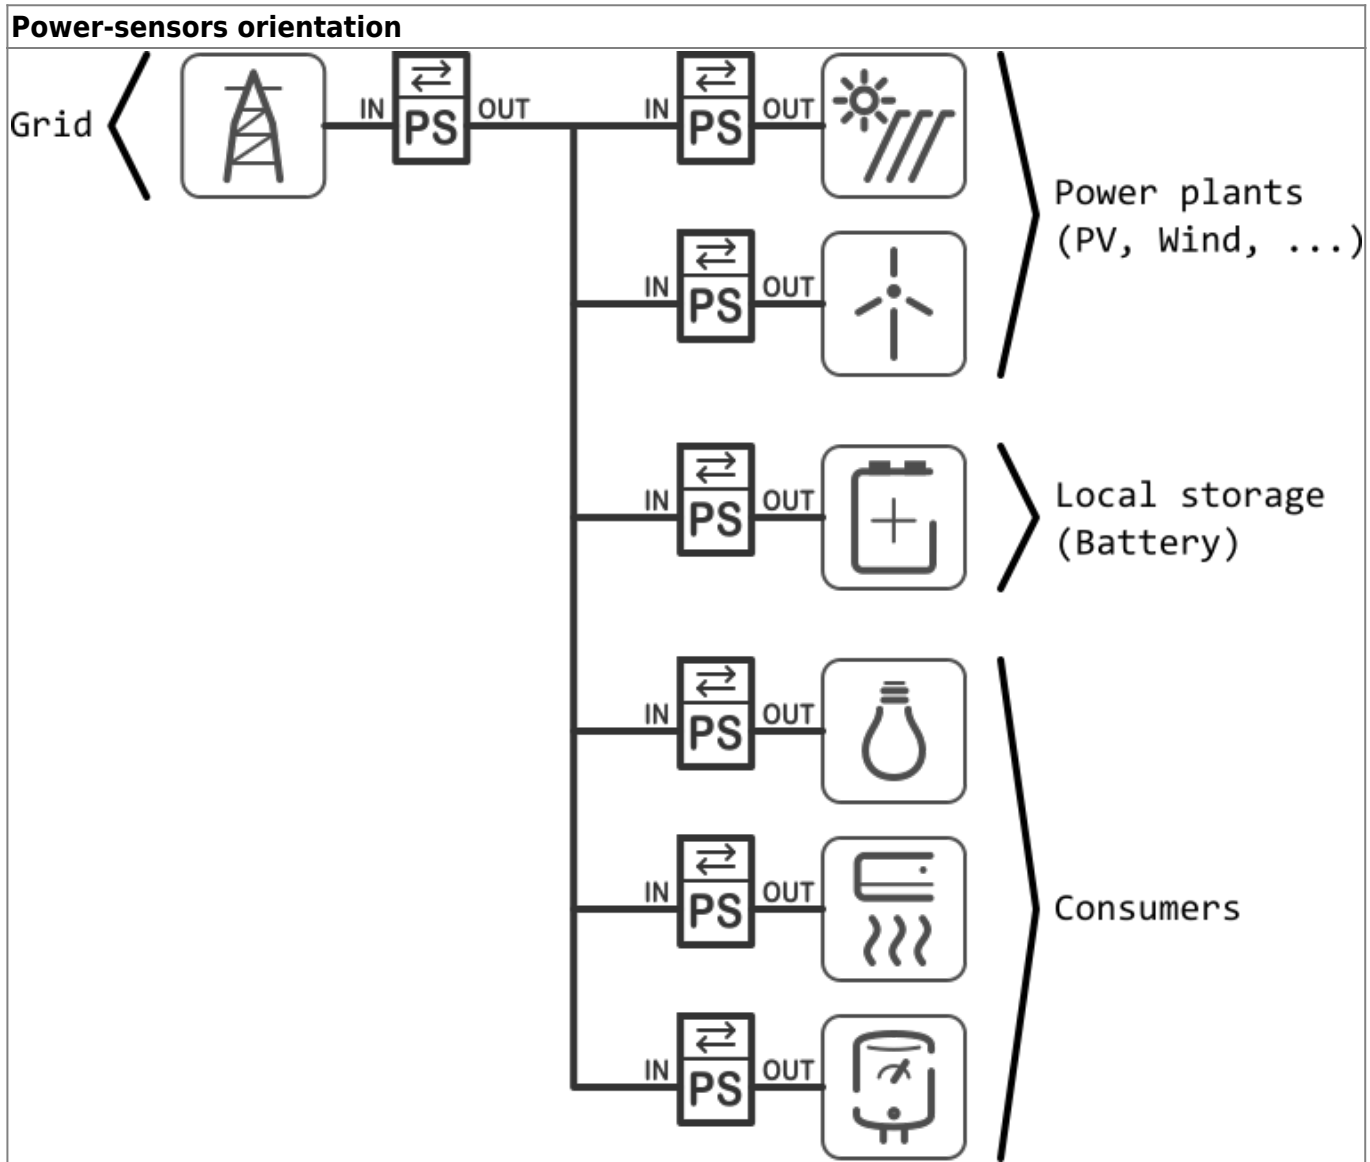 Power-sensors orientation
Grid
IN
PS
OUT
IN
PS
OUT
Power plants
(PV, Wind, ...)
IN
PS
OUT
IN
PS
OUT
Local storage
(Battery)
IN
PS
OUT
IN
PS
OUT
Consumers
IN
PS
OUT